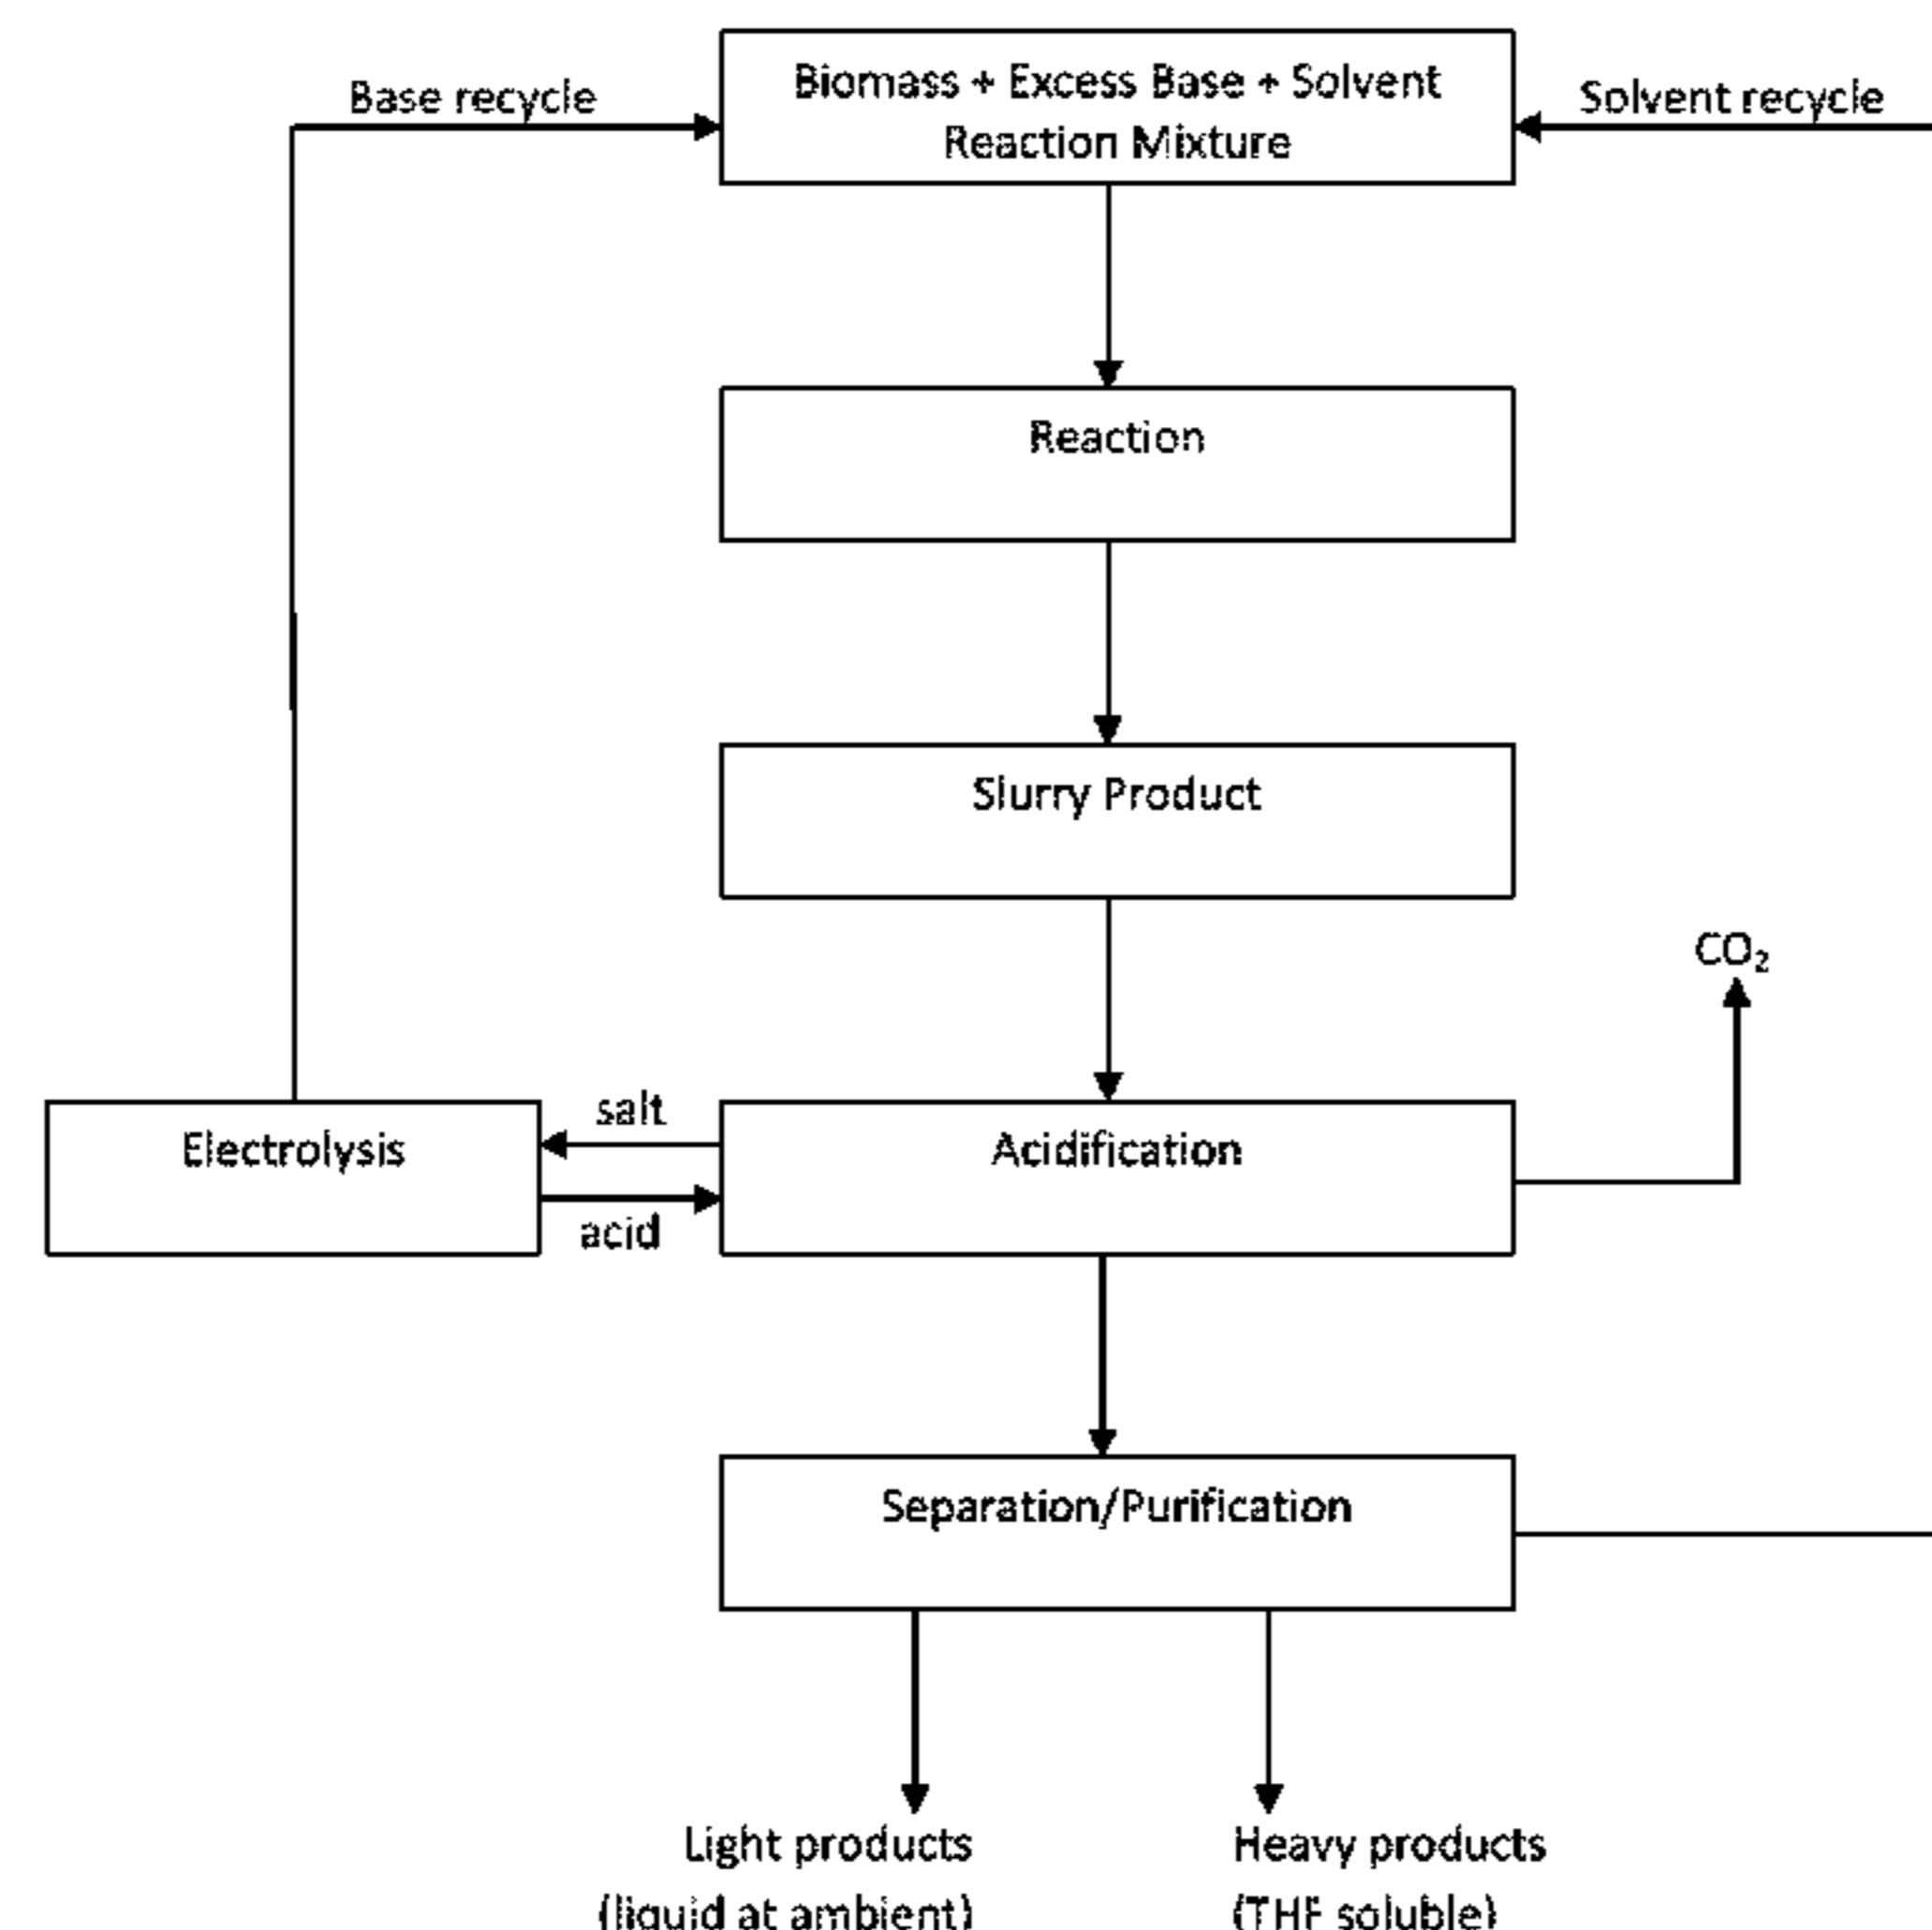 Base recycle
Biomass + Excess Base + Solvent
Reaction Mixture
Solvent recycle
Reaction
Slurry Product
CO₂
Electrolysis
salt
acid
Acidification
Separation/Purification
Light products
(liquid at ambient)
Heavy products
(THF soluble)